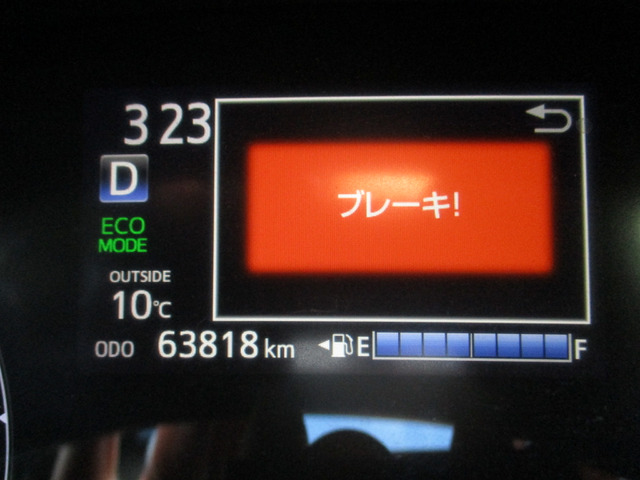 3 23
D
ECO
MODE
OUTSIDE
10℃
ODO 63818 km
E F
ブレーキ!